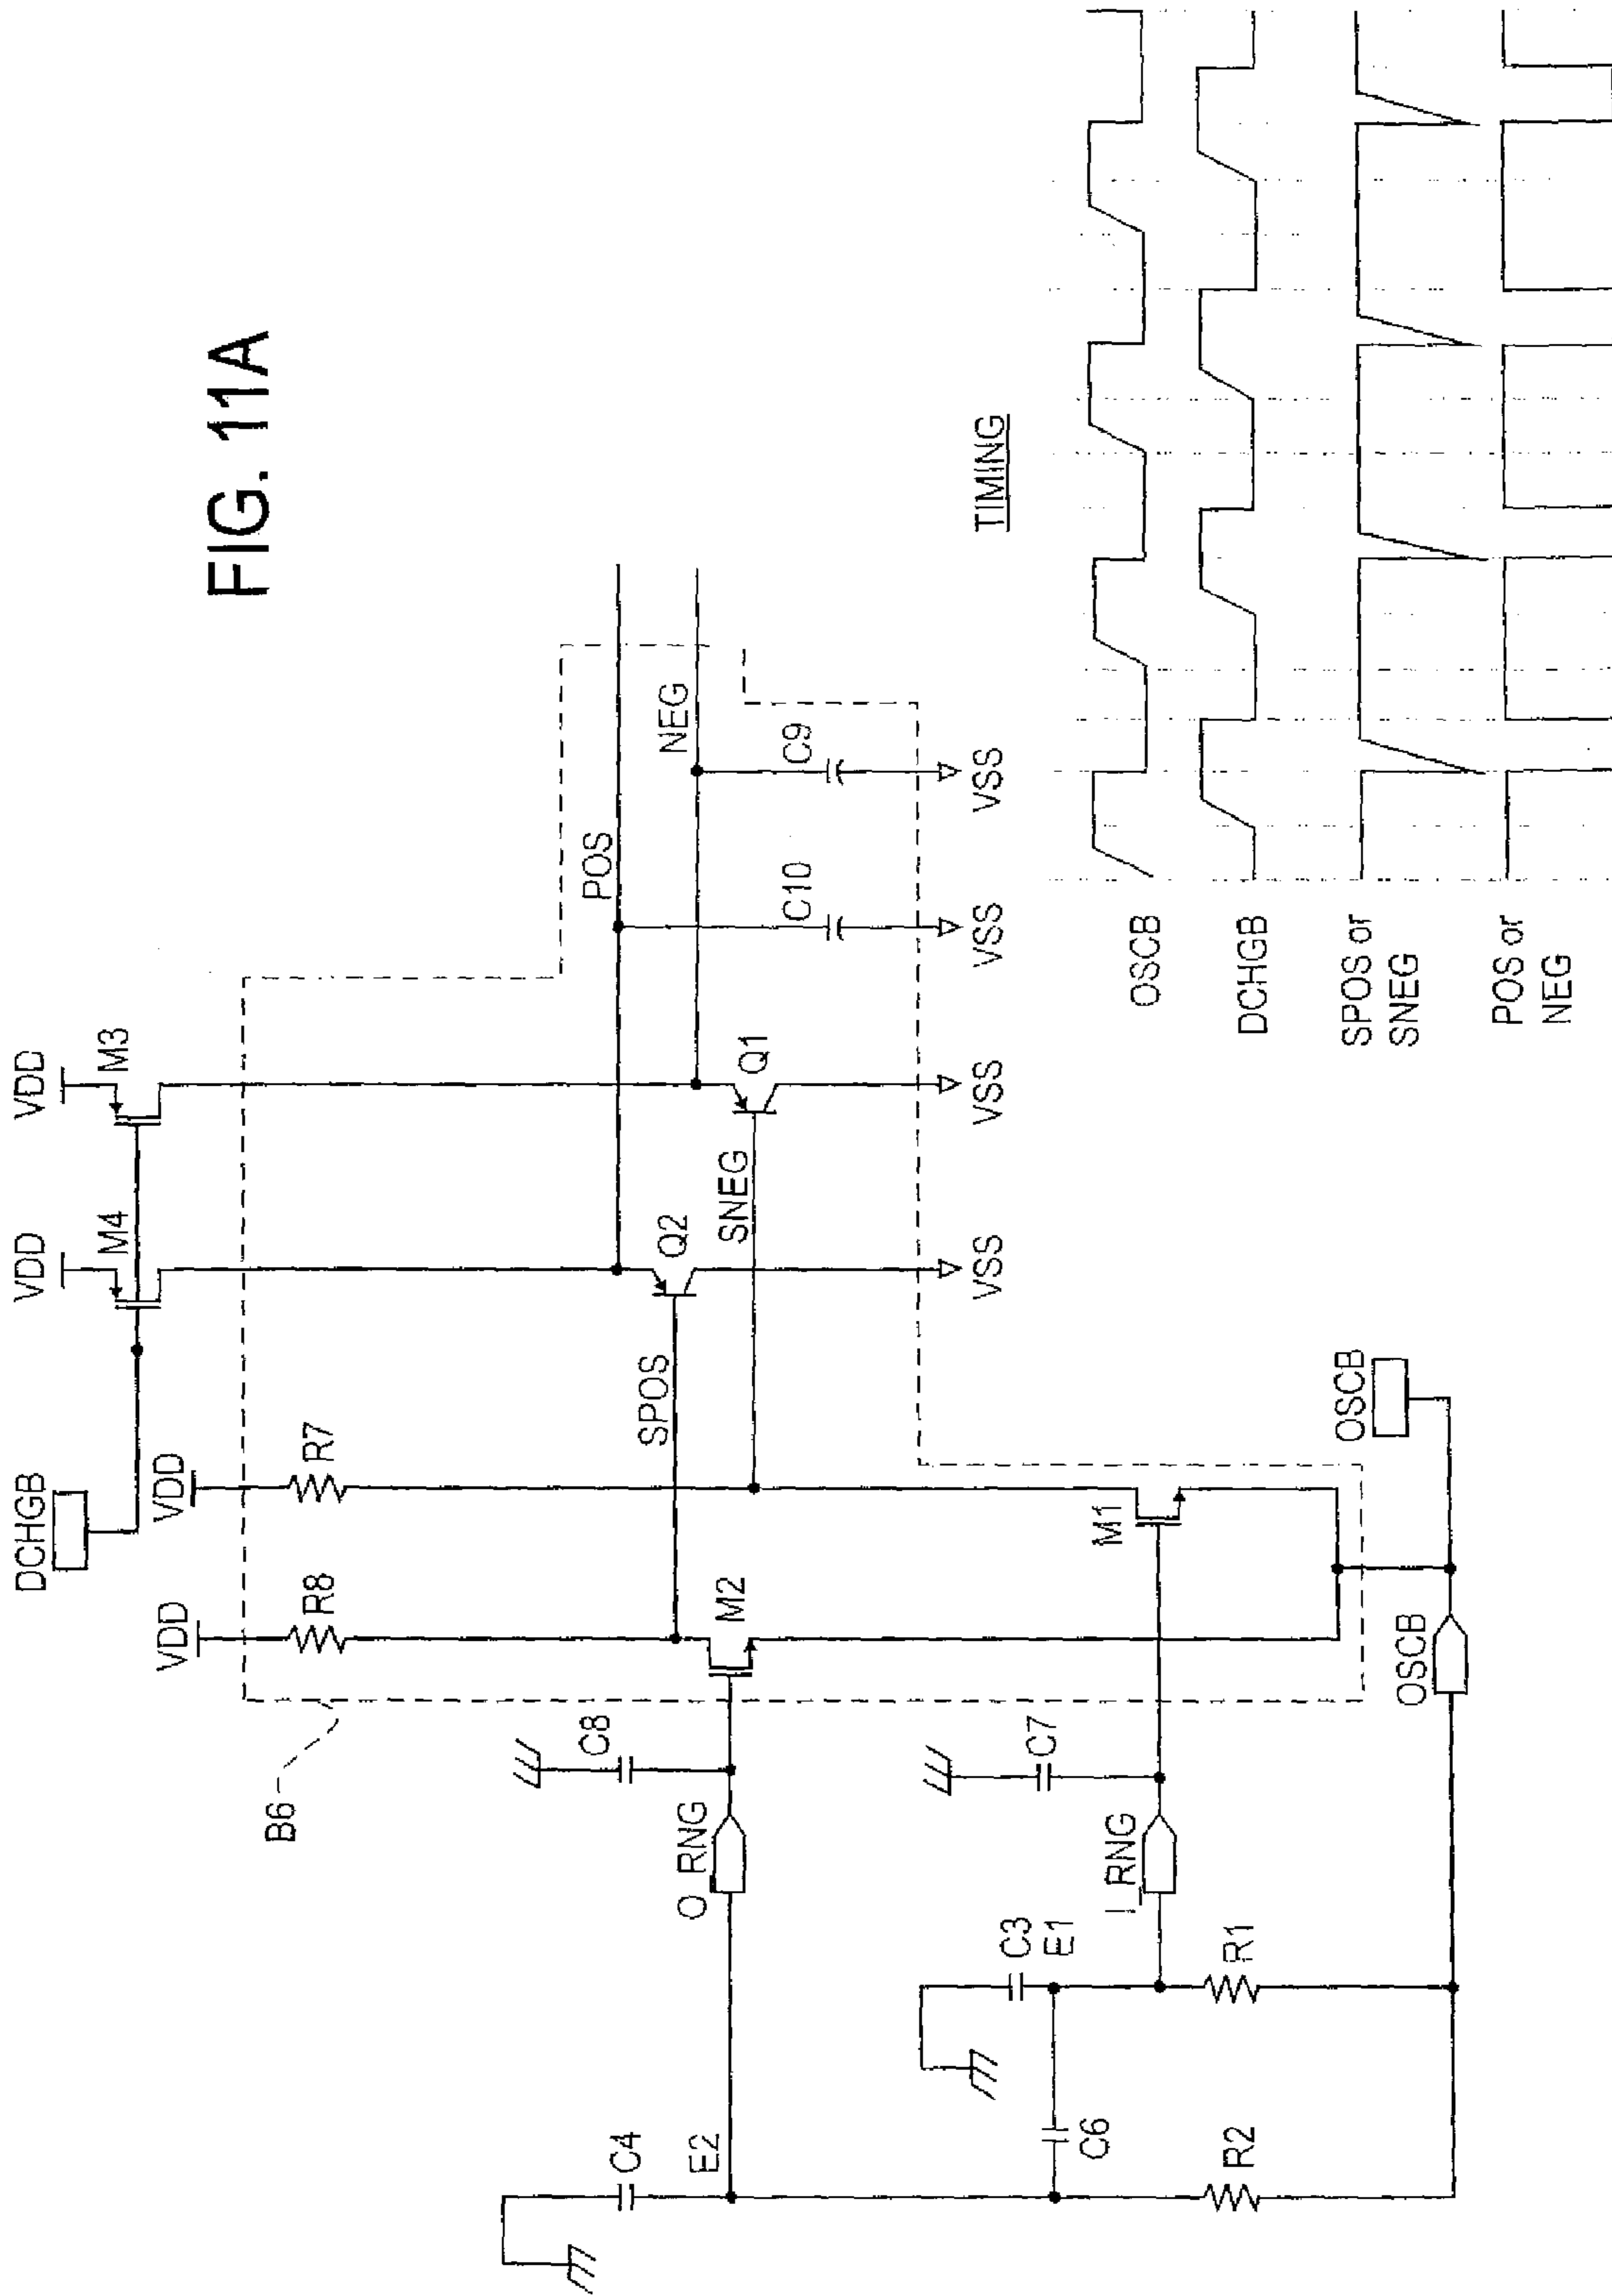 FIG. 11A
DCHGB
VDD
VDD
M4
M3
VDD
VDD
R8
R7
B6
POS
NEG
SPOS
SNEG
Q2
Q1
C10
C9
VSS
VSS
VSS
VSS
C8
M2
O_RNG
C4
E2
C7
M1
I_RNG
C3
E1
C6
R2
R1
OSCB
OSCB
TIMING
OSCB
DCHGB
SPOS or
SNEG
POS or
NEG